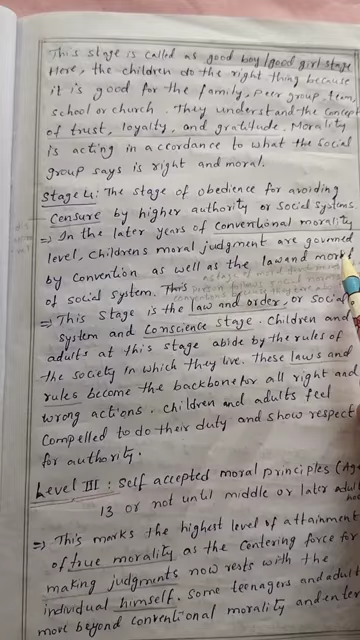 This stage is called as good boy/good girl stage
Here, the children do the right thing because
it is good for the family, peer group, team,
school or church. They understand the concept
of trust, loyalty, and gratitude. Morality
is acting in accordance to what the social
group says is right and moral.
Stage 4: The stage of obedience for avoiding
censure by higher authority or social systems.
⇒ In the later years of conventional morality
level, childrens moral judgment are governed
by convention as well as the law and
of social system. This
⇒ This stage is the law and order, or social
system and conscience stage. Children and
adults at this stage abide by the rules of
the society in which they live. These laws and
rules become the backbone for all right and
wrong actions. Children and adults feel
compelled to do their duty and show respect
for authority.
Level III: Self accepted moral principles (Age
13 or not until middle or later
⇒ This marks the highest level of attainment
of true morality as the centering force for
making judgments now rests with the
individual himself. Some teenagers and adult
move beyond conventional morality and enter